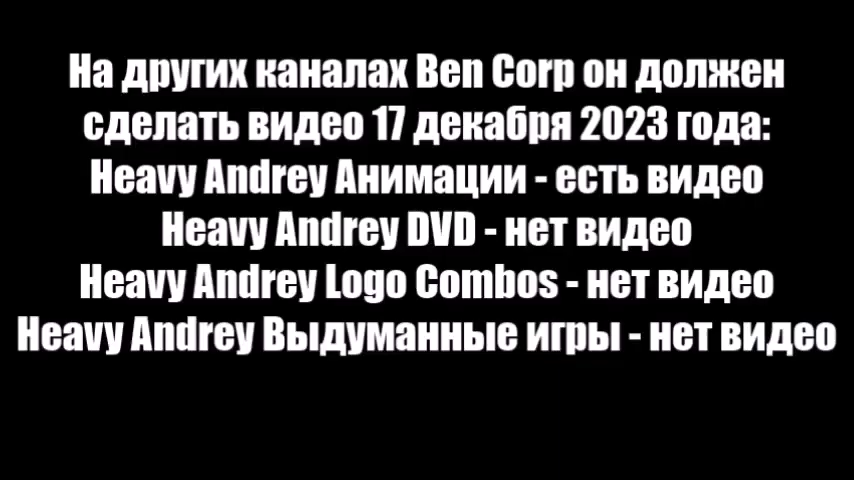 На других каналах Ben Corp он должен
сделать видео 17 декабря 2023 года:
Heavy Andrey Анимации - есть видео
Heavy Andrey DVD - нет видео
Heavy Andrey Logo Combos - нет видео
Heavy Andrey Выдуманные игры - нет видео